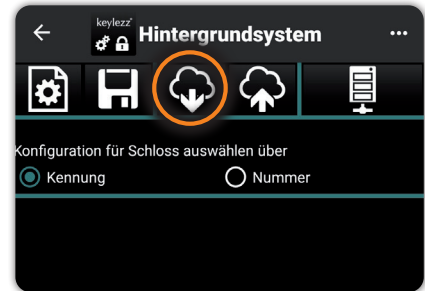 keylezz®
Hintergrundsystem
Konfiguration für Schloss auswählen über
Kennung
Nummer